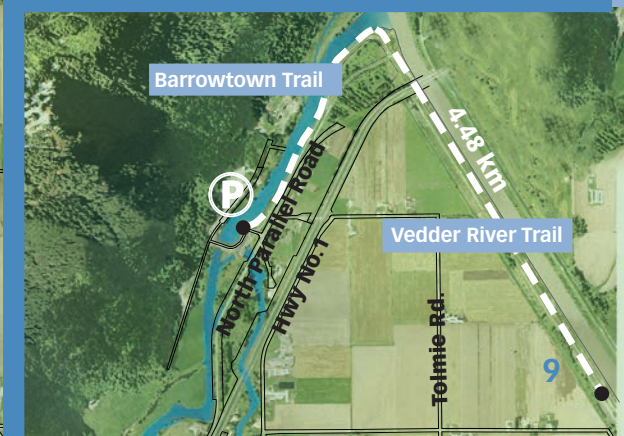 Barrowtown Trail
4.48 km
P
North Parallel Road
Vedder River Trail
Hwy No.1
Tolmie Rd.
9